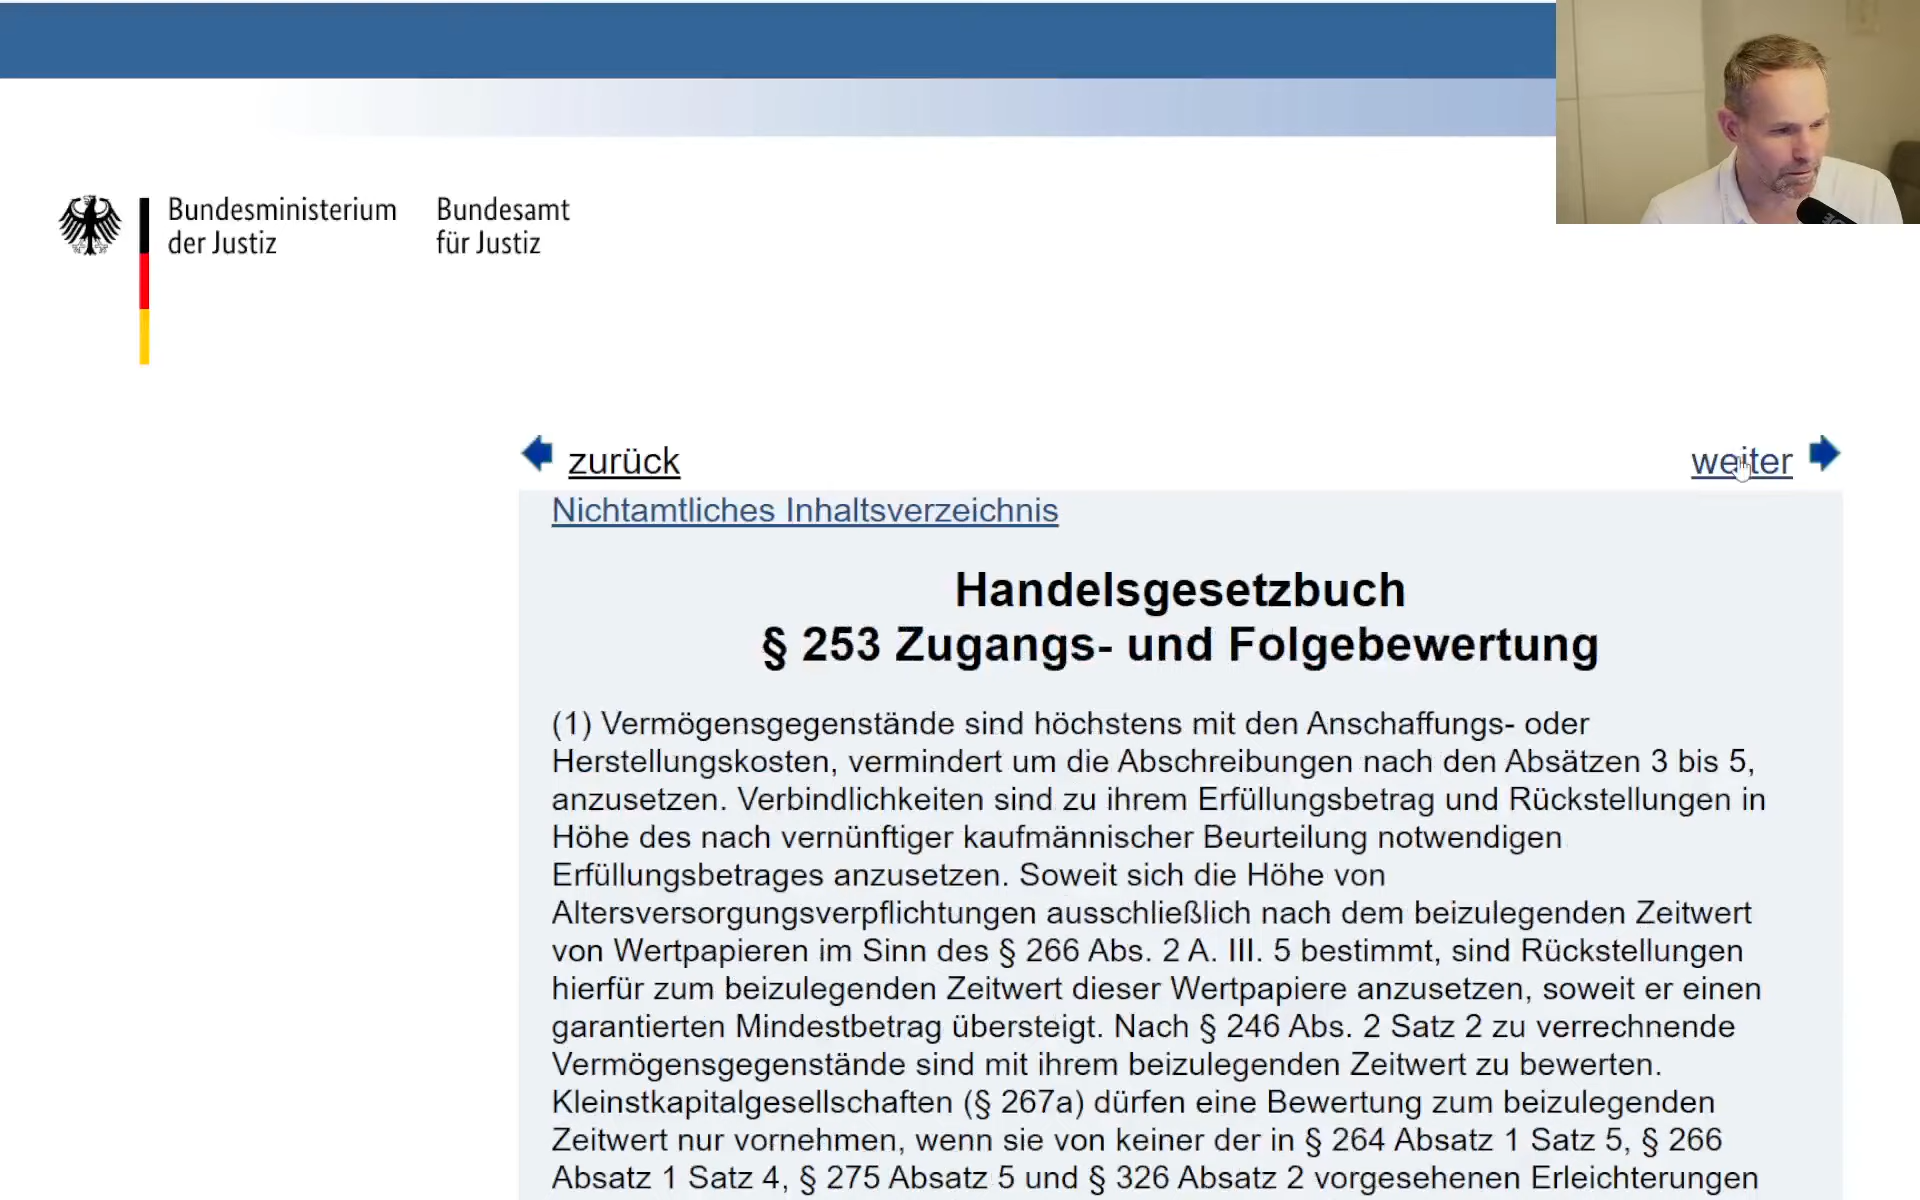 Bundesministerium
der Justiz
Bundesamt
für Justiz
zurück
weiter
Nichtamtliches Inhaltsverzeichnis
Handelsgesetzbuch
§ 253 Zugangs- und Folgebewertung
(1) Vermögensgegenstände sind höchstens mit den Anschaffungs- oder
Herstellungskosten, vermindert um die Abschreibungen nach den Absätzen 3 bis 5,
anzusetzen. Verbindlichkeiten sind zu ihrem Erfüllungsbetrag und Rückstellungen in
Höhe des nach vernünftiger kaufmännischer Beurteilung notwendigen
Erfüllungsbetrages anzusetzen. Soweit sich die Höhe von
Altersversorgungsverpflichtungen ausschließlich nach dem beizulegenden Zeitwert
von Wertpapieren im Sinn des § 266 Abs. 2 A. III. 5 bestimmt, sind Rückstellungen
hierfür zum beizulegenden Zeitwert dieser Wertpapiere anzusetzen, soweit er einen
garantierten Mindestbetrag übersteigt. Nach § 246 Abs. 2 Satz 2 zu verrechnende
Vermögensgegenstände sind mit ihrem beizulegenden Zeitwert zu bewerten.
Kleinstkapitalgesellschaften (§ 267a) dürfen eine Bewertung zum beizulegenden
Zeitwert nur vornehmen, wenn sie von keiner der in § 264 Absatz 1 Satz 5, § 266
Absatz 1 Satz 4, § 275 Absatz 5 und § 326 Absatz 2 vorgesehenen Erleichterungen